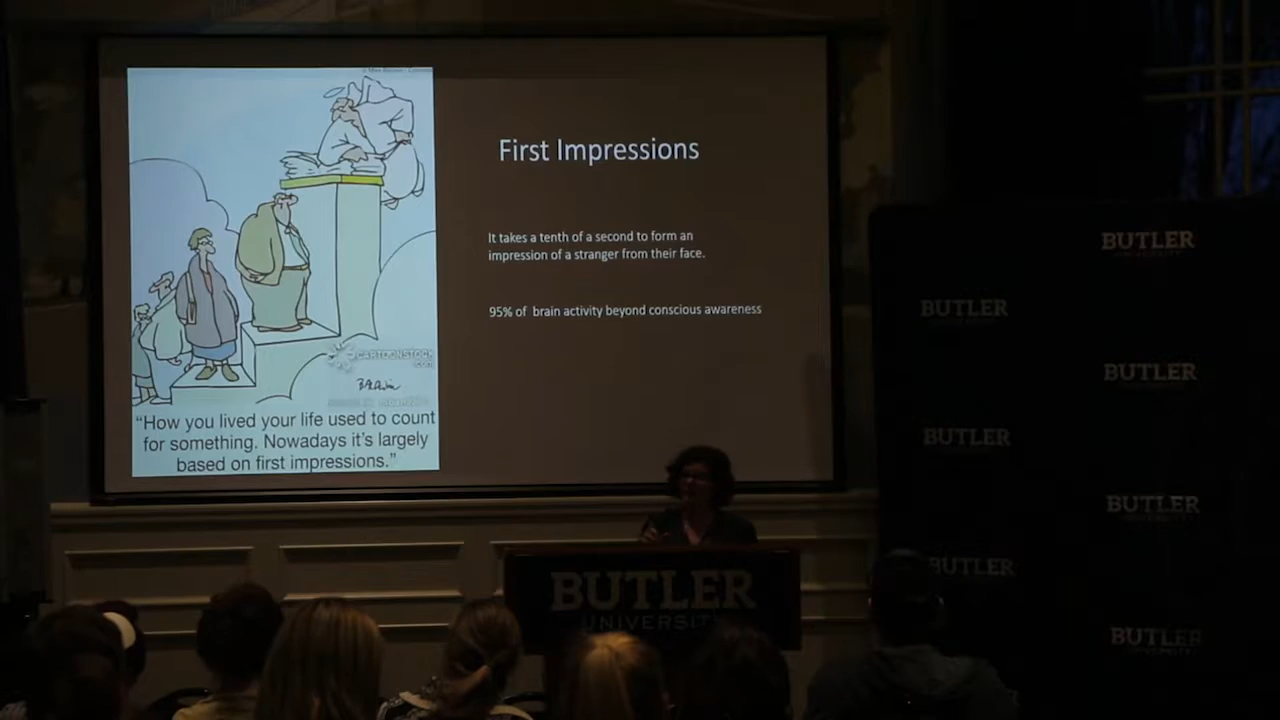 First Impressions
It takes a tenth of a second to form an
impression of a stranger from their face.
95% of brain activity beyond conscious awareness
CARTOONSTOCK
.com
"How you lived your life used to count
for something. Nowadays it's largely
based on first impressions."
BUTLER
UNIVERSITY
BUTLER
BUTLER
BUTLER
BUTLER
BUTLER
BUTLER
BUTLER